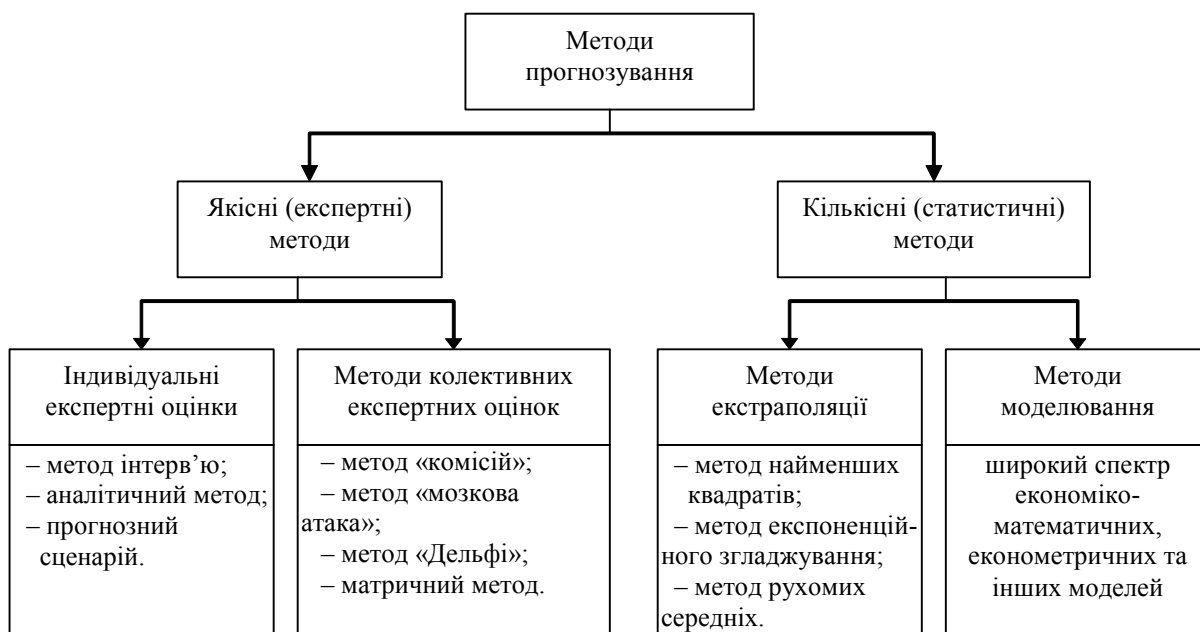 Методи
прогнозування
Якісні (експертні)
методи
Кількісні (статистичні)
методи
Індивідуальні
експертні оцінки
– метод інтерв’ю;
– аналітичний метод;
– прогнозний
сценарій.
Методи колективних
експертних оцінок
– метод «комісій»;
– метод «мозкова
атака»;
– метод «Дельфі»;
– матричний метод.
Методи
екстраполяції
– метод найменших
квадратів;
– метод експоненцій-
ного згладжування;
– метод рухомих
середніх.
Методи
моделювання
широкий спектр
економіко-
математичних,
економетричних та
інших моделей